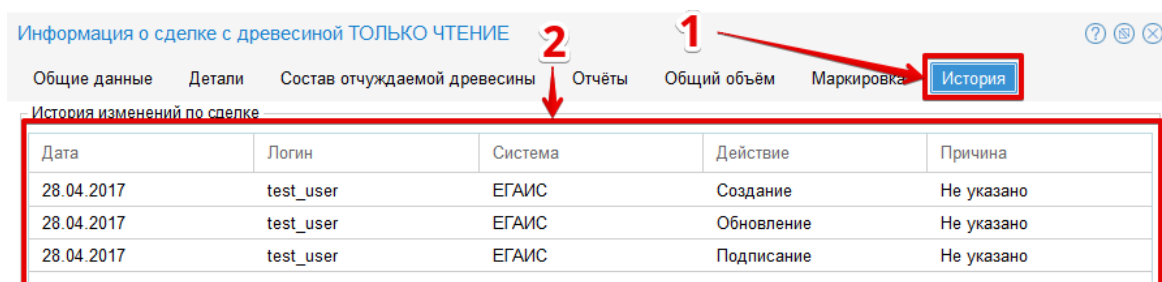 Информация о сделке с древесиной ТОЛЬКО ЧТЕНИЕ 2 1
Общие данные Детали Состав отчуждаемой древесины Отчёты Общий объём Маркировка История
История изменений по сделке
Дата Логин Система Действие Причина
28.04.2017 test_user ЕГАИС Создание Не указано
28.04.2017 test_user ЕГАИС Обновление Не указано
28.04.2017 test_user ЕГАИС Подписание Не указано